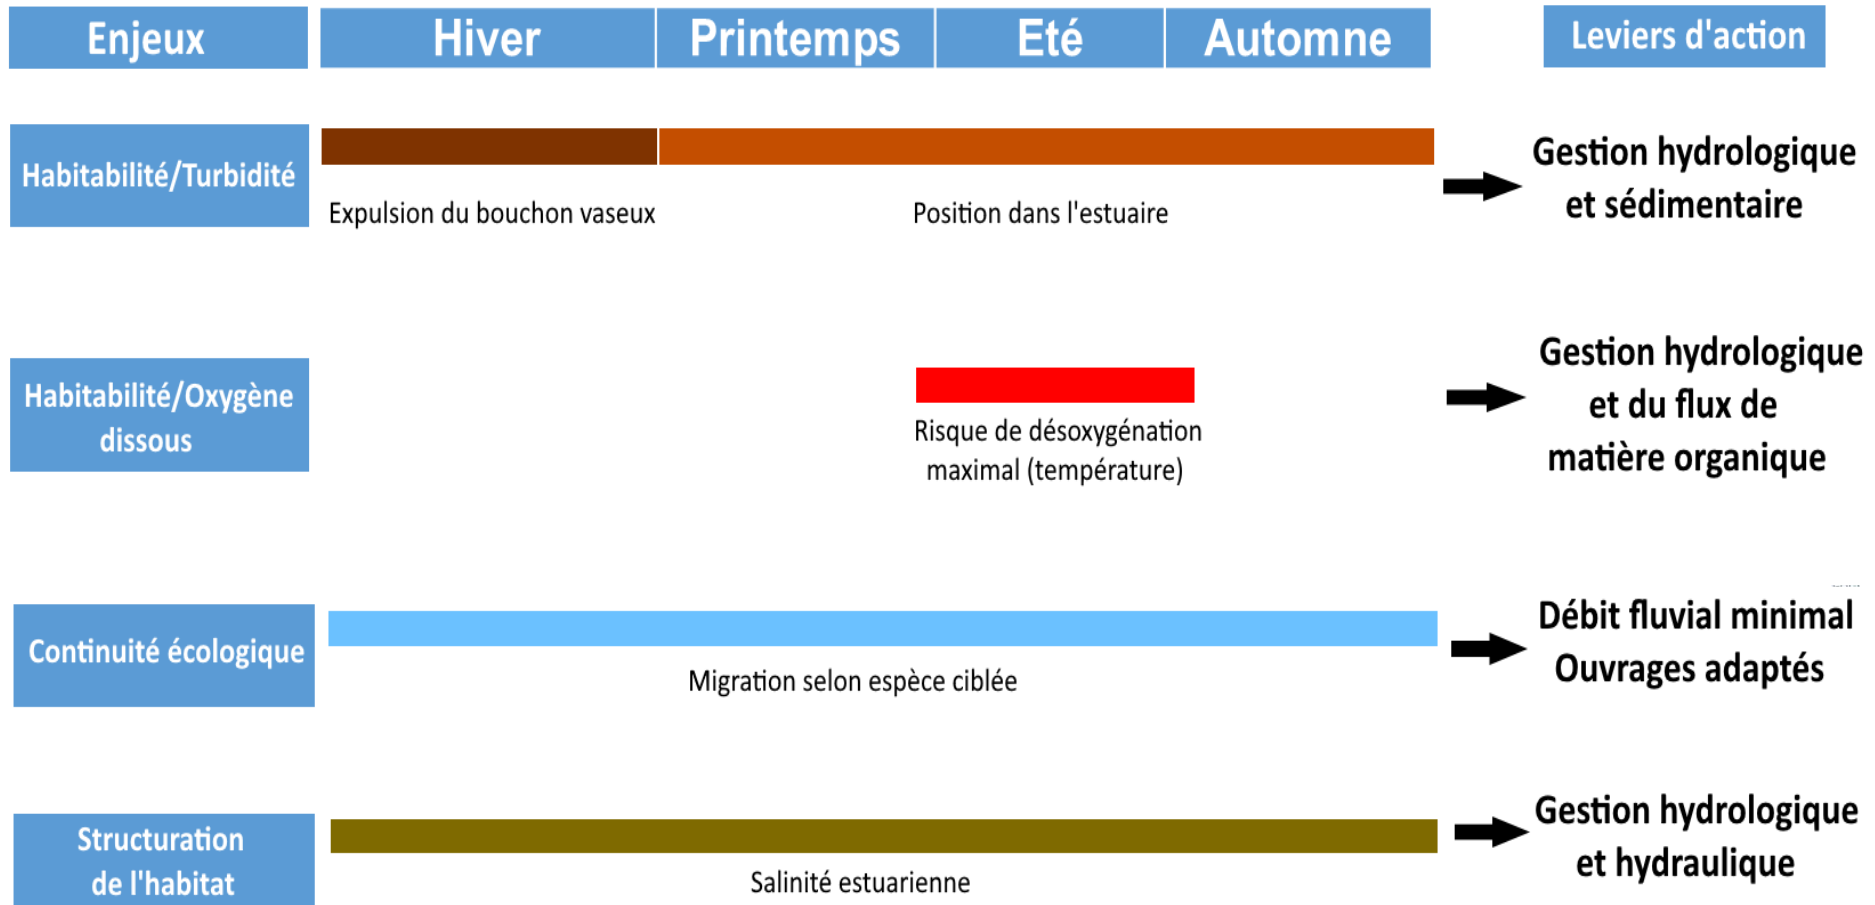 Enjeux
Hiver
Printemps
Eté
Automne
Leviers d'action
Habitabilité/Turbidité
Expulsion du bouchon vaseux
Position dans l'estuaire
Gestion hydrologique
et sédimentaire
Habitabilité/Oxygène
dissous
Risque de désoxygénation
maximal (température)
Gestion hydrologique
et du flux de
matière organique
Continuité écologique
Migration selon espèce ciblée
Débit fluvial minimal
Ouvrages adaptés
Structuration
de l'habitat
Salinité estuarienne
Gestion hydrologique
et hydraulique